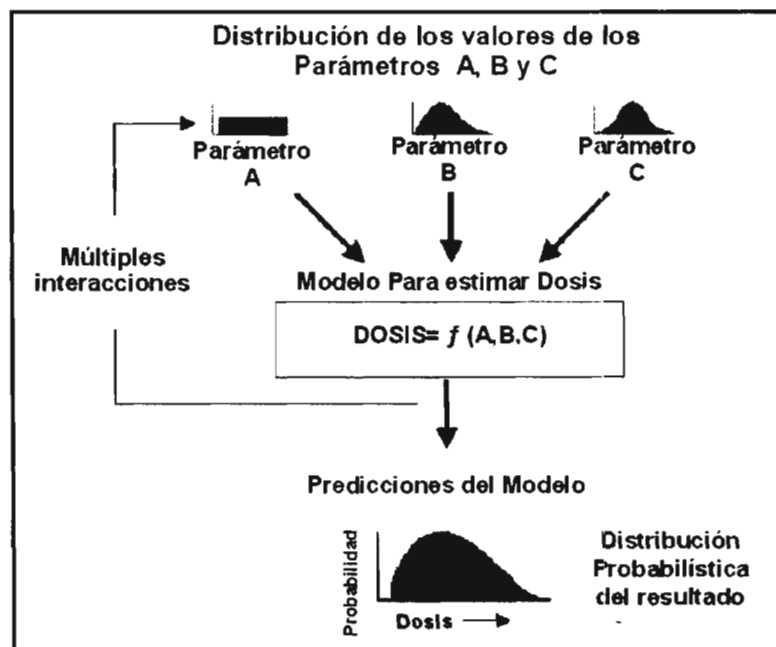 Distribución de los valores de los
Parámetros A, B y C
Parámetro
A
Parámetro
B
Parámetro
C
Múltiples
interacciones
Modelo Para estimar Dosis
DOSIS= ƒ (A,B,C)
Predicciones del Modelo
Probabilidad
Dosis
Distribución
Probabilística
del resultado